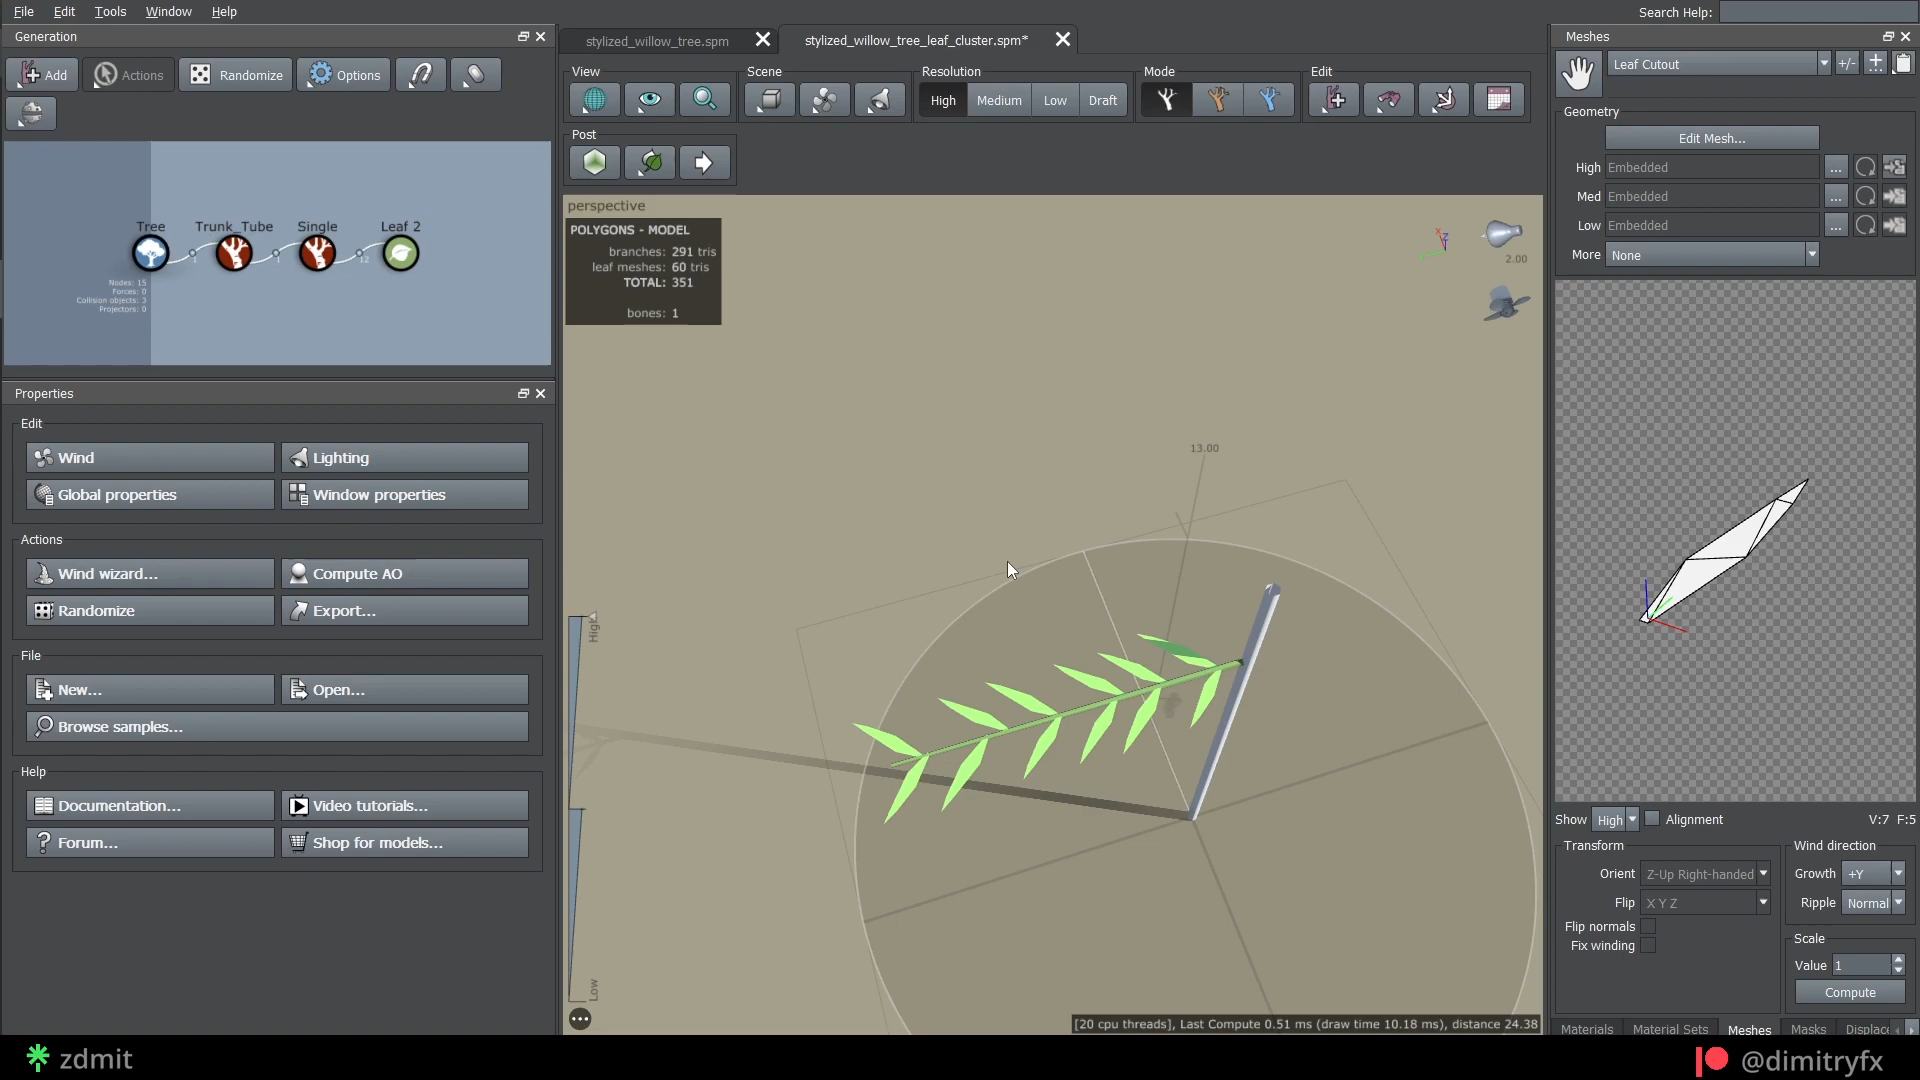 File Edit Tools Window Help
Search Help:
Generation
Add Actions Randomize Options
Tree Trunk_Tube Single Leaf 2
1 1 12
Nodes: 15
Forces: 0
Collision objects: 3
Projectors: 0
Properties
Edit
Wind Lighting
Global properties Window properties
Actions
Wind wizard... Compute AO
Randomize Export...
File
New... Open...
Browse samples...
Help
Documentation... Video tutorials...
Forum... Shop for models...
stylized_willow_tree.spm stylized_willow_tree_leaf_cluster.spm*
View Scene Resolution Mode Edit
High Medium Low Draft
Post
perspective
POLYGONS - MODEL
branches: 291 tris
leaf meshes: 60 tris
TOTAL: 351
bones: 1
X Z
2.00
13.00
High
Low
[20 cpu threads], Last Compute 0.51 ms (draw time 10.18 ms), distance 24.38
Meshes
Leaf Cutout +/-
Geometry
Edit Mesh...
High Embedded ...
Med Embedded ...
Low Embedded ...
More None
Show High Alignment V:7 F:5
Transform
Orient Z-Up Right-handed
Flip X Y Z
Flip normals
Fix winding
Wind direction
Growth +Y
Ripple Normal
Scale
Value 1
Compute
Materials Material Sets Meshes Masks Displac
zdmit
@dimitryfx